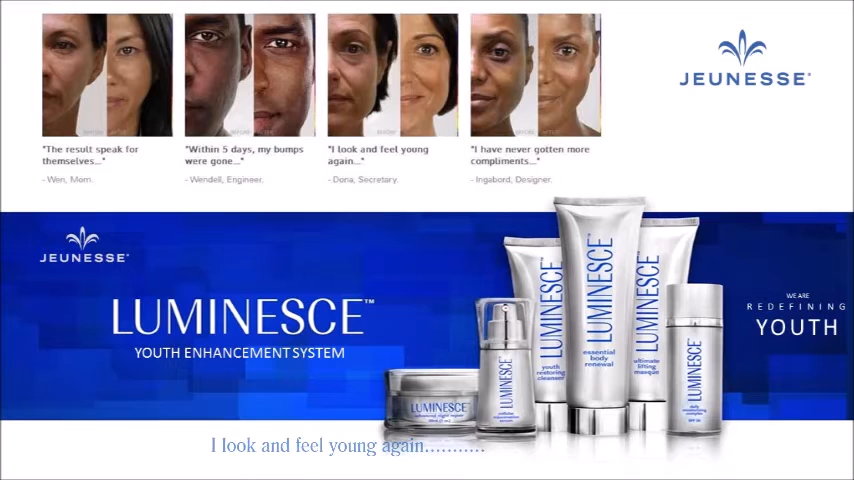 JEUNESSE®
"The result speak for
themselves..."
- Wen, Mom.
"Within 5 days, my bumps
were gone..."
- Wendell, Engineer.
"I look and feel young
again..."
- Dona, Secretary.
"I have never gotten more
compliments..."
- Ingabord, Designer.
JEUNESSE®
LUMINESCE™
YOUTH ENHANCEMENT SYSTEM
LUMINESCE
LUMINESCE
LUMINESCE
youth
restoring
cleanser
LUMINESCE
essential
body
renewal
LUMINESCE
ultimate
lifting
masque
LUMINESCE
WE ARE
REDEFINING
YOUTH
I look and feel young again...........